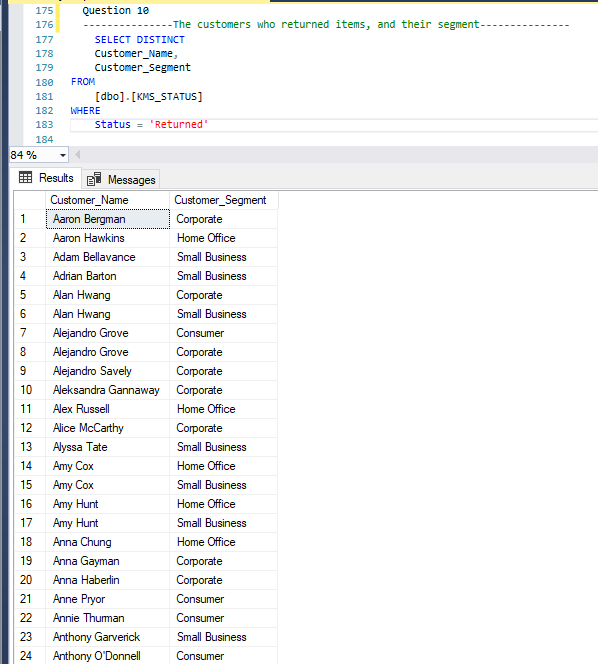 175 Question 10
176 ---------------The customers who returned items, and their segment---------------
177 SELECT DISTINCT
178 Customer_Name,
179 Customer_Segment
180 FROM
181 [dbo].[KMS_STATUS]
182 WHERE
183 Status = 'Returned'
184
84 %
Results Messages
Customer_Name Customer_Segment
1 Aaron Bergman Corporate
2 Aaron Hawkins Home Office
3 Adam Bellavance Small Business
4 Adrian Barton Small Business
5 Alan Hwang Corporate
6 Alan Hwang Small Business
7 Alejandro Grove Consumer
8 Alejandro Grove Corporate
9 Alejandro Savely Corporate
10 Aleksandra Gannaway Corporate
11 Alex Russell Home Office
12 Alice McCarthy Corporate
13 Alyssa Tate Small Business
14 Amy Cox Home Office
15 Amy Cox Small Business
16 Amy Hunt Home Office
17 Amy Hunt Small Business
18 Anna Chung Home Office
19 Anna Gayman Corporate
20 Anna Haberlin Corporate
21 Anne Pryor Consumer
22 Annie Thurman Consumer
23 Anthony Garverick Small Business
24 Anthony O'Donnell Consumer